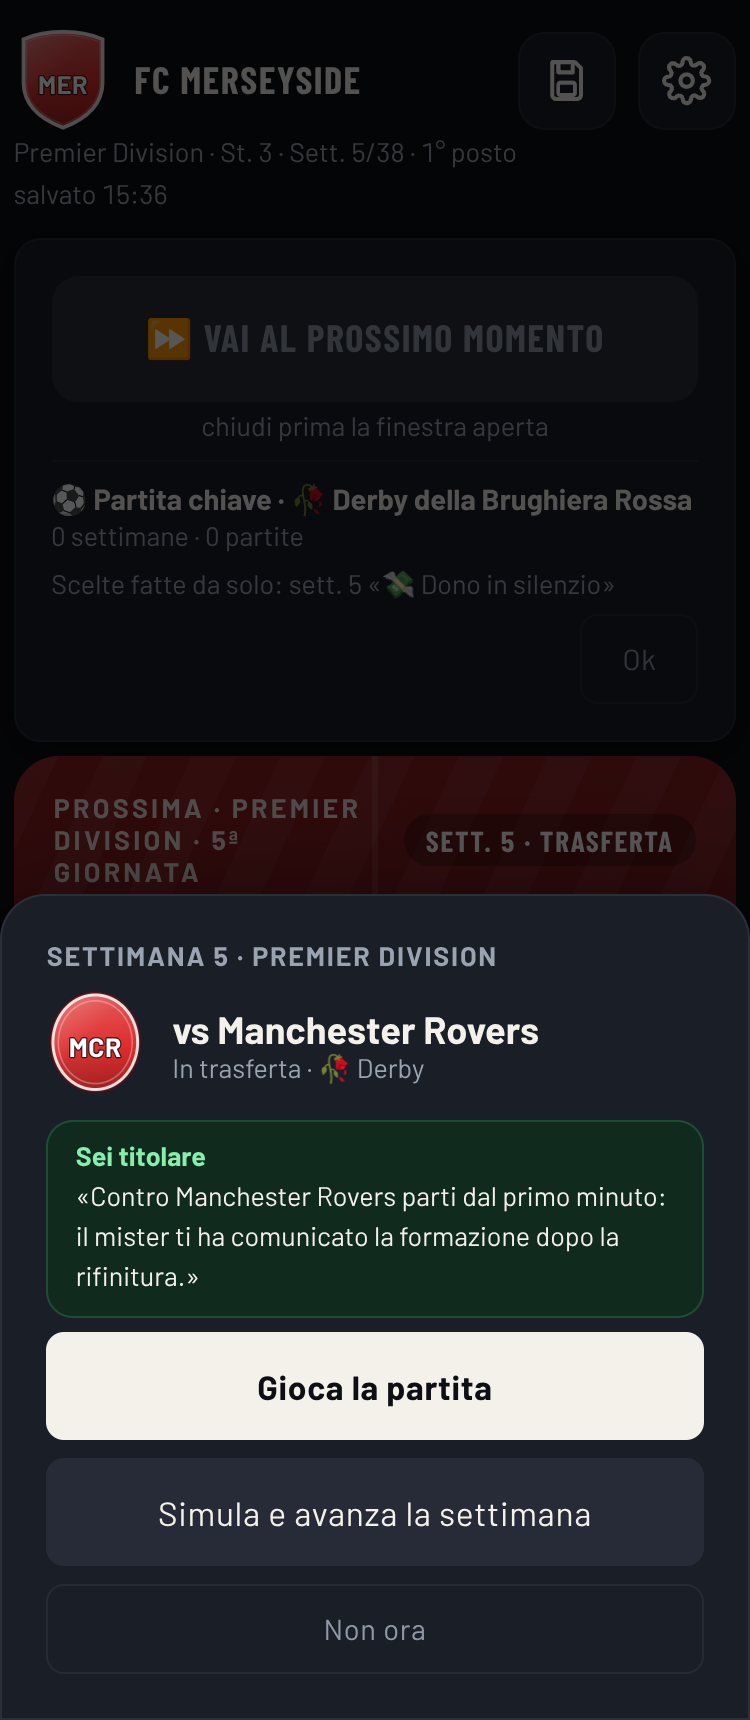 MER
FC MERSEYSIDE
Premier Division · St. 3 · Sett. 5/38 · 1° posto
salvato 15:36
⏩ VAI AL PROSSIMO MOMENTO
chiudi prima la finestra aperta
⚽ Partita chiave · 🥀 Derby della Brughiera Rossa
0 settimane · 0 partite
Scelte fatte da solo: sett. 5 «💸 Dono in silenzio»
Ok
PROSSIMA · PREMIER
DIVISION · 5ª
GIORNATA
SETT. 5 · TRASFERTA
SETTIMANA 5 · PREMIER DIVISION
MCR
vs Manchester Rovers
In trasferta · 🥀 Derby
Sei titolare
«Contro Manchester Rovers parti dal primo minuto:
il mister ti ha comunicato la formazione dopo la
rifinitura.»
Gioca la partita
Simula e avanza la settimana
Non ora